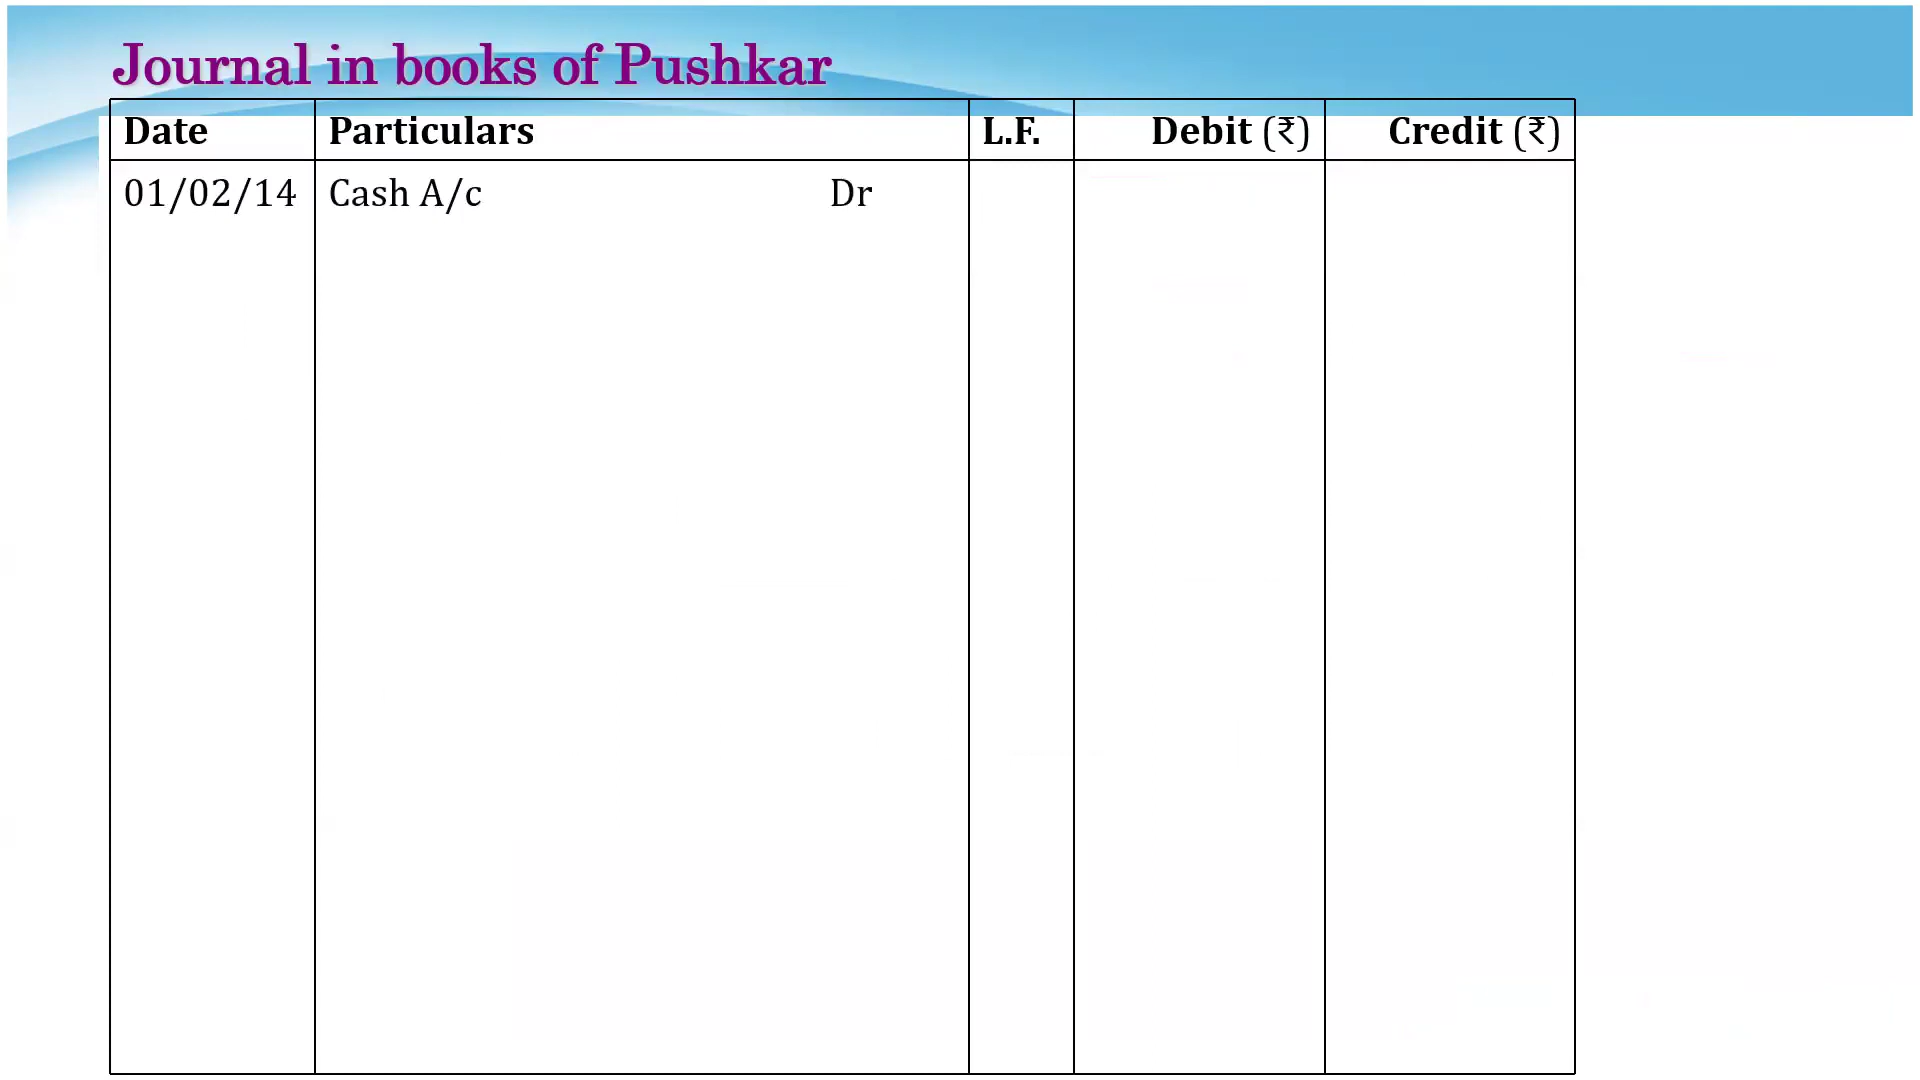 Journal in books of Pushkar
Date Particulars L.F. Debit (₹) Credit (₹)
01/02/14 Cash A/c Dr